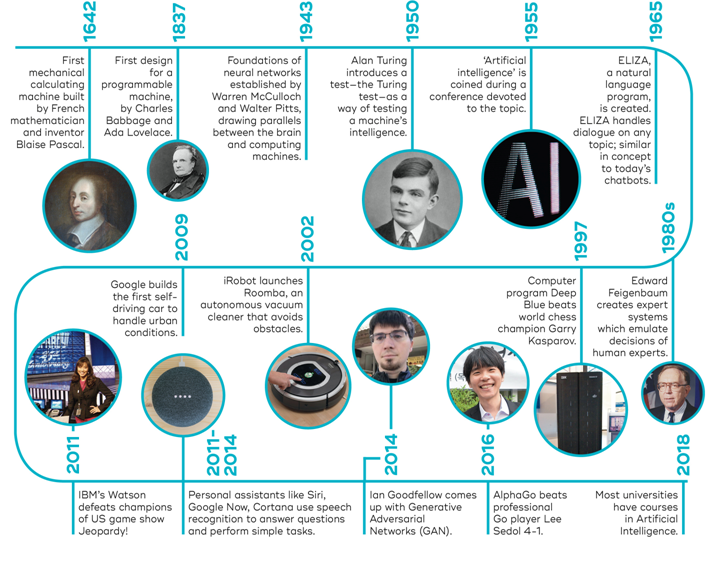 1642
First
mechanical
calculating
machine built
by French
mathematician
and inventor
Blaise Pascal.
1837
First design
for a
programmable
machine,
by Charles
Babbage and
Ada Lovelace.
1943
Foundations of
neural networks
established by
Warren McCulloch
and Walter Pitts,
drawing parallels
between the brain
and computing
machines.
1950
Alan Turing
introduces a
test—the Turing
test—as a
way of testing
a machine's
intelligence.
1955
'Artificial
intelligence' is
coined during a
conference devoted
to the topic.
AI
1965
ELIZA,
a natural
language
program,
is created.
ELIZA handles
dialogue on any
topic; similar
in concept
to today's
chatbots.
1980s
Edward
Feigenbaum
creates expert
systems
which emulate
decisions of
human experts.
1997
Computer
program Deep
Blue beats
world chess
champion Garry
Kasparov.
2002
iRobot launches
Roomba, an
autonomous vacuum
cleaner that avoids
obstacles.
2009
Google builds
the first self-
driving car to
handle urban
conditions.
2011
IBM's Watson
defeats champions
of US game show
Jeopardy!
2011-
2014
Personal assistants like Siri,
Google Now, Cortana use speech
recognition to answer questions
and perform simple tasks.
2014
Ian Goodfellow comes
up with Generative
Adversarial
Networks (GAN).
2016
AlphaGo beats
professional
Go player Lee
Sedol 4–1.
2018
Most universities
have courses
in Artificial
Intelligence.